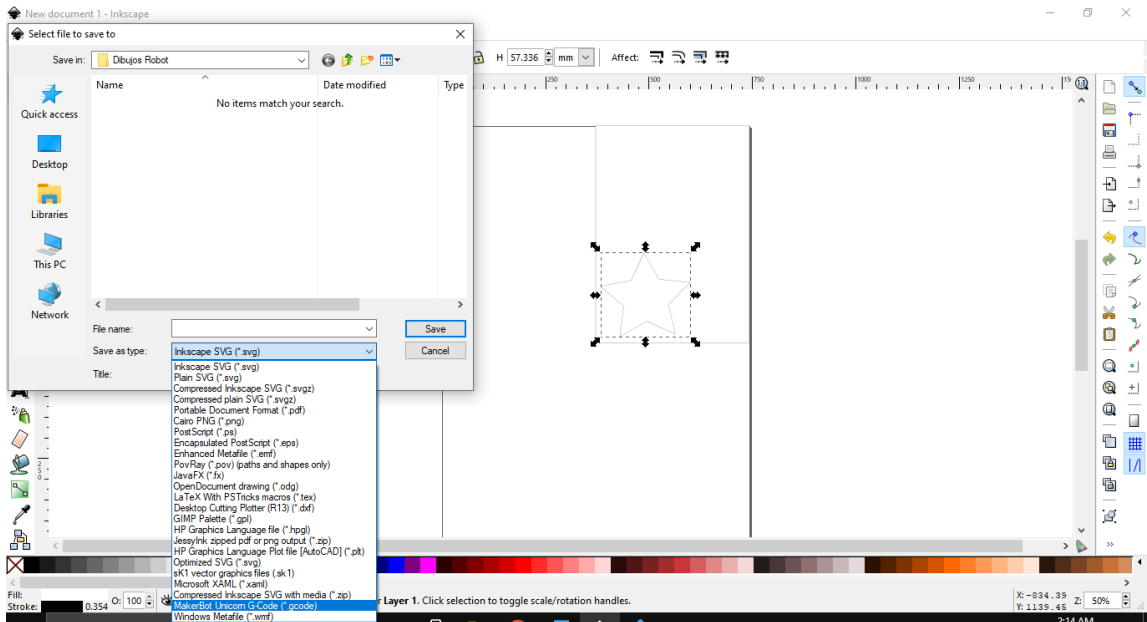 New document 1 - Inkscape
Select file to save to
Save in: Dibujos Robot
H 57.336 mm Affect:
Name Date modified Type
No items match your search.
Quick access
Desktop
Libraries
This PC
Network
File name: Save
Save as type: Inkscape SVG (*.svg) Cancel
Title:
Inkscape SVG (*.svg)
Plain SVG (*.svg)
Compressed Inkscape SVG (*.svgz)
Compressed plain SVG (*.svgz)
Portable Document Format (*.pdf)
Cairo PNG (*.png)
PostScript (*.ps)
Encapsulated PostScript (*.eps)
Enhanced Metafile (*.emf)
PovRay (*.pov) (paths and shapes only)
JavaFX (*.fx)
OpenDocument drawing (*.odg)
LaTeX With PSTricks macros (*.tex)
Desktop Cutting Plotter (R13) (*.dxf)
GIMP Palette (*.gpl)
HP Graphics Language file (*.hpgl)
JessyInk zipped pdf or png output (*.zip)
HP Graphics Language Plot file [AutoCAD] (*.plt)
Optimized SVG (*.svg)
sK1 vector graphics files (.sk1)
Microsoft XAML (*.xaml)
Compressed Inkscape SVG with media (*.zip)
MakerBot Unicorn G-Code (*.gcode)
Windows Metafile (*.wmf)
250 500 750 1000 1250
Fill:
Stroke: 0.354 O: 100
r Layer 1. Click selection to toggle scale/rotation handles.
X: -834.39
Y: 1139.45
Z: 50%
2:14 AM